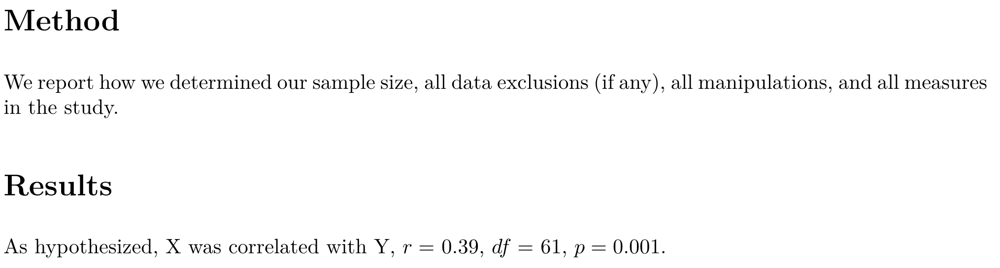 Method
We report how we determined our sample size, all data exclusions (if any), all manipulations, and all measures
in the study.
Results
As hypothesized, X was correlated with Y, r = 0.39, df = 61, p = 0.001.